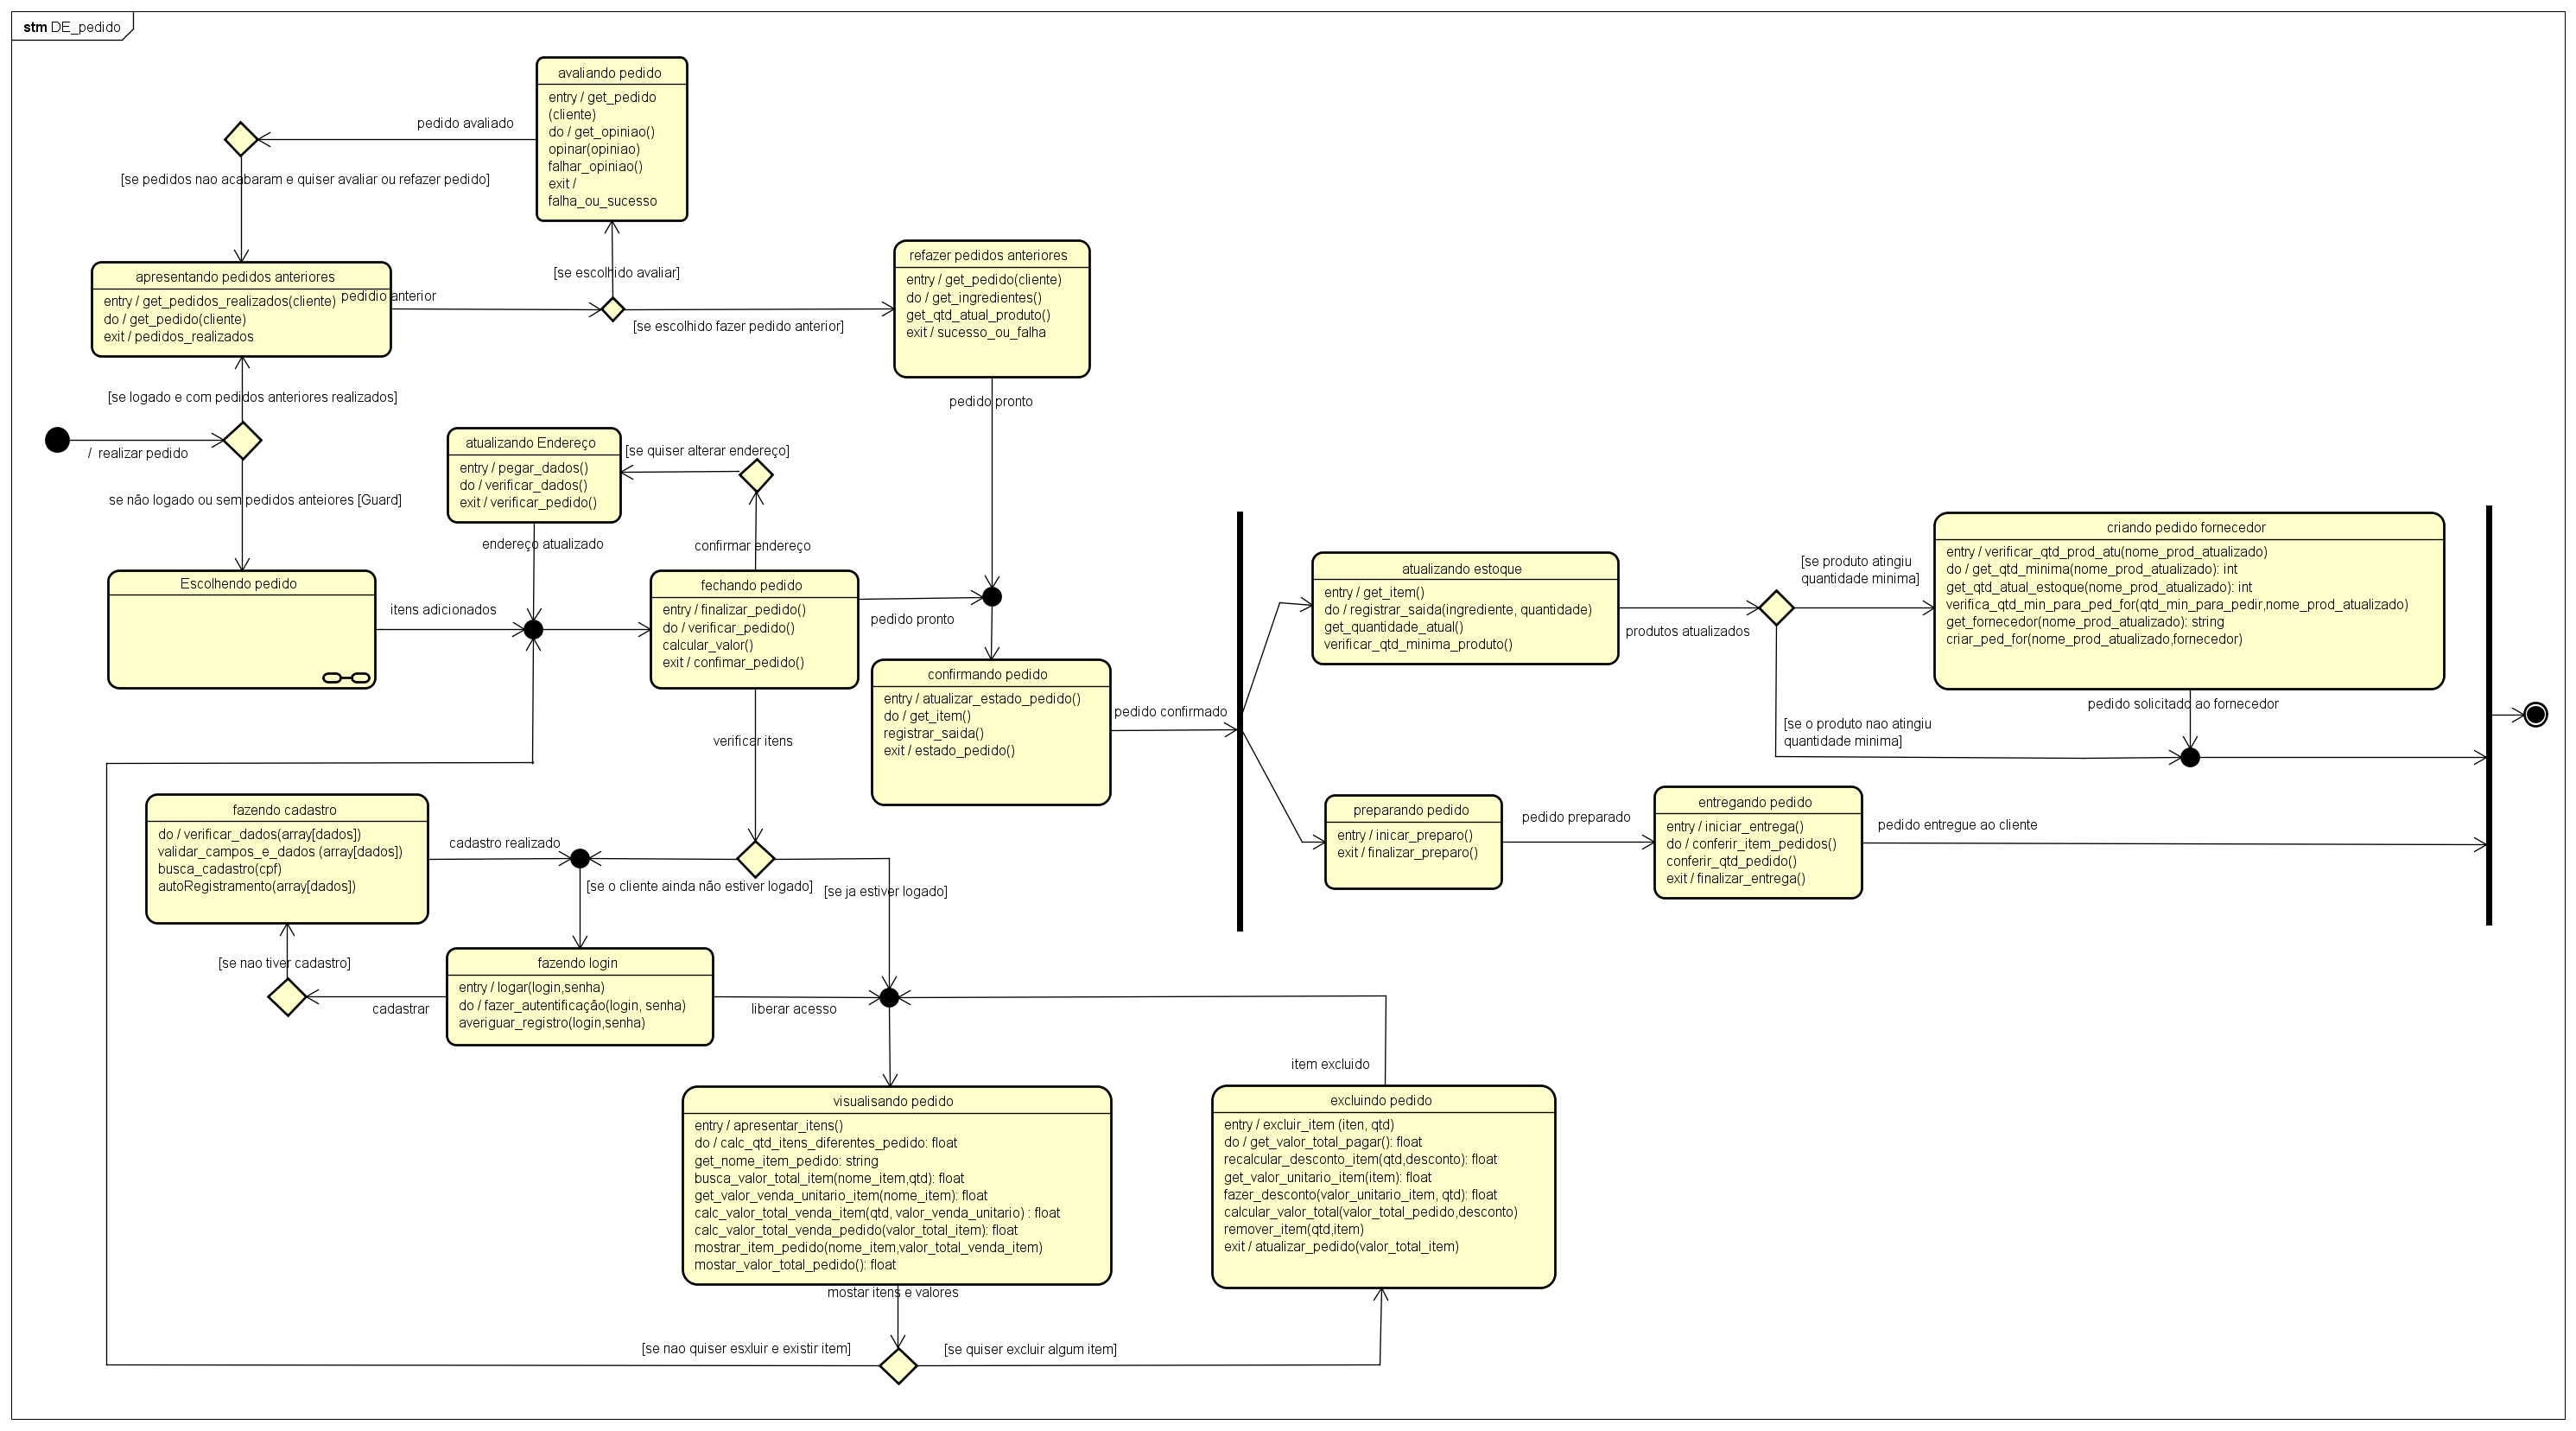 stm DE_pedido
avaliando pedido
entry / get_pedido
(cliente)
do / get_opiniao()
opinar(opiniao)
falhar_opiniao()
exit /
falha_ou_sucesso
pedido avaliado
[se pedidos nao acabaram e quiser avaliar ou refazer pedido]
apresentando pedidos anteriores
entry / get_pedidos_realizados(cliente)
do / get_pedido(cliente)
exit / pedidos_realizados
pedidio anterior
[se escolhido avaliar]
[se escolhido fazer pedido anterior]
refazer pedidos anteriores
entry / get_pedido(cliente)
do / get_ingredientes()
get_qtd_atual_produto()
exit / sucesso_ou_falha
pedido pronto
[se logado e com pedidos anteriores realizados]
/ realizar pedido
se não logado ou sem pedidos anteiores [Guard]
atualizando Endereço
entry / pegar_dados()
do / verificar_dados()
exit / verificar_pedido()
[se quiser alterar endereço]
endereço atualizado
confirmar endereço
Escolhendo pedido
itens adicionados
fechando pedido
entry / finalizar_pedido()
do / verificar_pedido()
calcular_valor()
exit / confimar_pedido()
pedido pronto
confirmando pedido
entry / atualizar_estado_pedido()
do / get_item()
registrar_saida()
exit / estado_pedido()
pedido confirmado
atualizando estoque
entry / get_item()
do / registrar_saida(ingrediente, quantidade)
get_quantidade_atual()
verificar_qtd_minima_produto()
produtos atualizados
[se produto atingiu
quantidade minima]
criando pedido fornecedor
entry / verificar_qtd_prod_atu(nome_prod_atualizado)
do / get_qtd_minima(nome_prod_atualizado): int
get_qtd_atual_estoque(nome_prod_atualizado): int
verifica_qtd_min_para_ped_for(qtd_min_para_pedir,nome_prod_atualizado)
get_fornecedor(nome_prod_atualizado): string
criar_ped_for(nome_prod_atualizado,fornecedor)
pedido solicitado ao fornecedor
[se o produto nao atingiu
quantidade minima]
preparando pedido
entry / inicar_preparo()
exit / finalizar_preparo()
pedido preparado
entregando pedido
entry / iniciar_entrega()
do / conferir_item_pedidos()
conferir_qtd_pedido()
exit / finalizar_entrega()
pedido entregue ao cliente
verificar itens
fazendo cadastro
do / verificar_dados(array[dados])
validar_campos_e_dados (array[dados])
busca_cadastro(cpf)
autoRegistramento(array[dados])
cadastro realizado
[se o cliente ainda não estiver logado]
[se ja estiver logado]
[se nao tiver cadastro]
cadastrar
fazendo login
entry / logar(login,senha)
do / fazer_autentificação(login, senha)
averiguar_registro(login,senha)
liberar acesso
visualisando pedido
entry / apresentar_itens()
do / calc_qtd_itens_diferentes_pedido: float
get_nome_item_pedido: string
busca_valor_total_item(nome_item,qtd): float
get_valor_venda_unitario_item(nome_item): float
calc_valor_total_venda_item(qtd, valor_venda_unitario) : float
calc_valor_total_venda_pedido(valor_total_item): float
mostrar_item_pedido(nome_item,valor_total_venda_item)
mostar_valor_total_pedido(): float
mostar itens e valores
item excluido
excluindo pedido
entry / excluir_item (iten, qtd)
do / get_valor_total_pagar(): float
recalcular_desconto_item(qtd,desconto): float
get_valor_unitario_item(item): float
fazer_desconto(valor_unitario_item, qtd): float
calcular_valor_total(valor_total_pedido,desconto)
remover_item(qtd,item)
exit / atualizar_pedido(valor_total_item)
[se nao quiser esxluir e existir item]
[se quiser excluir algum item]